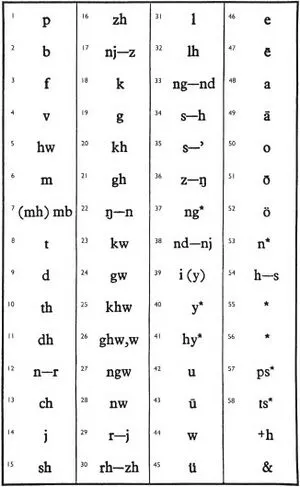 1 p
2 b
3 f
4 v
5 hw
6 m
7 (mh) mb
8 t
9 d
10 th
11 dh
12 n—r
13 ch
14 j
15 sh
16 zh
17 nj—z
18 k
19 g
20 kh
21 gh
22 ŋ—n
23 kw
24 gw
25 khw
26 ghw,w
27 ngw
28 nw
29 r—j
30 rh—zh
31 l
32 lh
33 ng—nd
34 s—h
35 s—’
36 z—ŋ
37 ng*
38 nd—nj
39 i (y)
40 y*
41 hy*
42 u
43 ū
44 w
45 ü
46 e
47 ē
48 a
49 ā
50 o
51 ō
52 ö
53 n*
54 h—s
55 *
56 *
57 ps*
58 ts*
+h
&